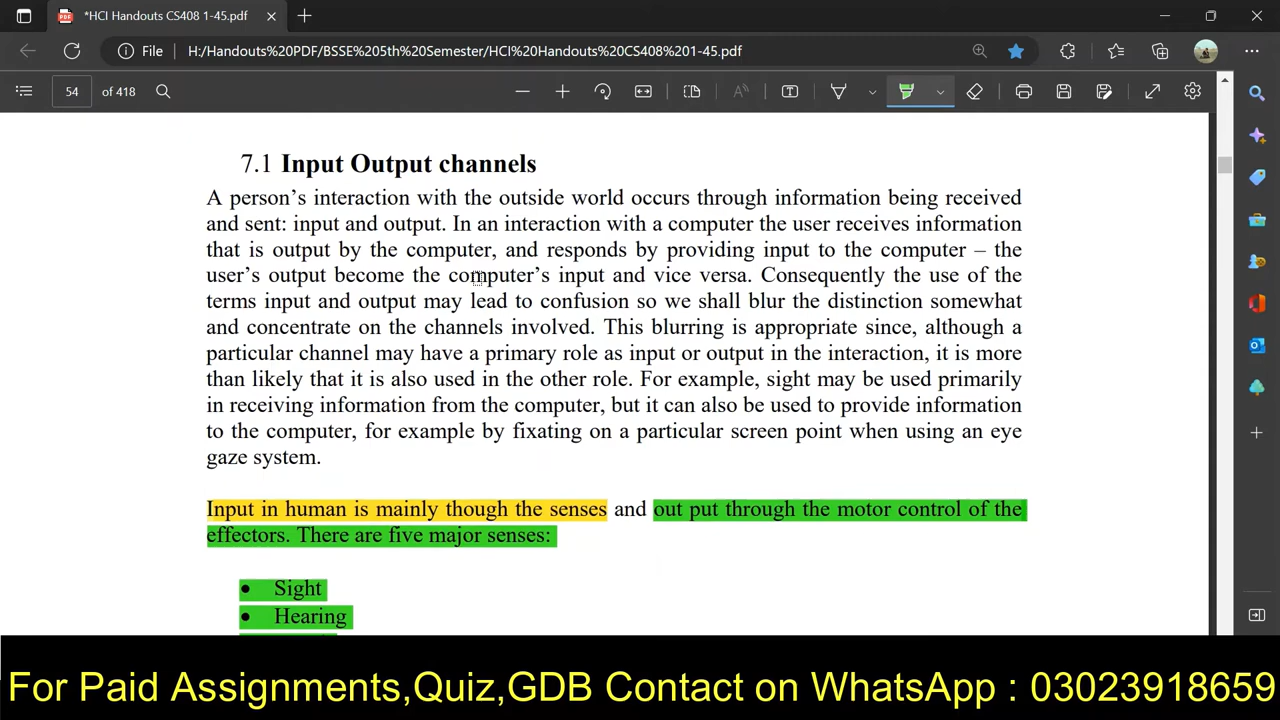 *HCI Handouts CS408 1-45.pdf
File H:/Handouts%20PDF/BSSE%205th%20Semester/HCI%20Handouts%20CS408%201-45.pdf
54 of 418
7.1 Input Output channels
A person's interaction with the outside world occurs through information being received
and sent: input and output. In an interaction with a computer the user receives information
that is output by the computer, and responds by providing input to the computer – the
user's output become the computer's input and vice versa. Consequently the use of the
terms input and output may lead to confusion so we shall blur the distinction somewhat
and concentrate on the channels involved. This blurring is appropriate since, although a
particular channel may have a primary role as input or output in the interaction, it is more
than likely that it is also used in the other role. For example, sight may be used primarily
in receiving information from the computer, but it can also be used to provide information
to the computer, for example by fixating on a particular screen point when using an eye
gaze system.
Input in human is mainly though the senses and out put through the motor control of the
effectors. There are five major senses:
• Sight
• Hearing
For Paid Assignments,Quiz,GDB Contact on WhatsApp : 03023918659